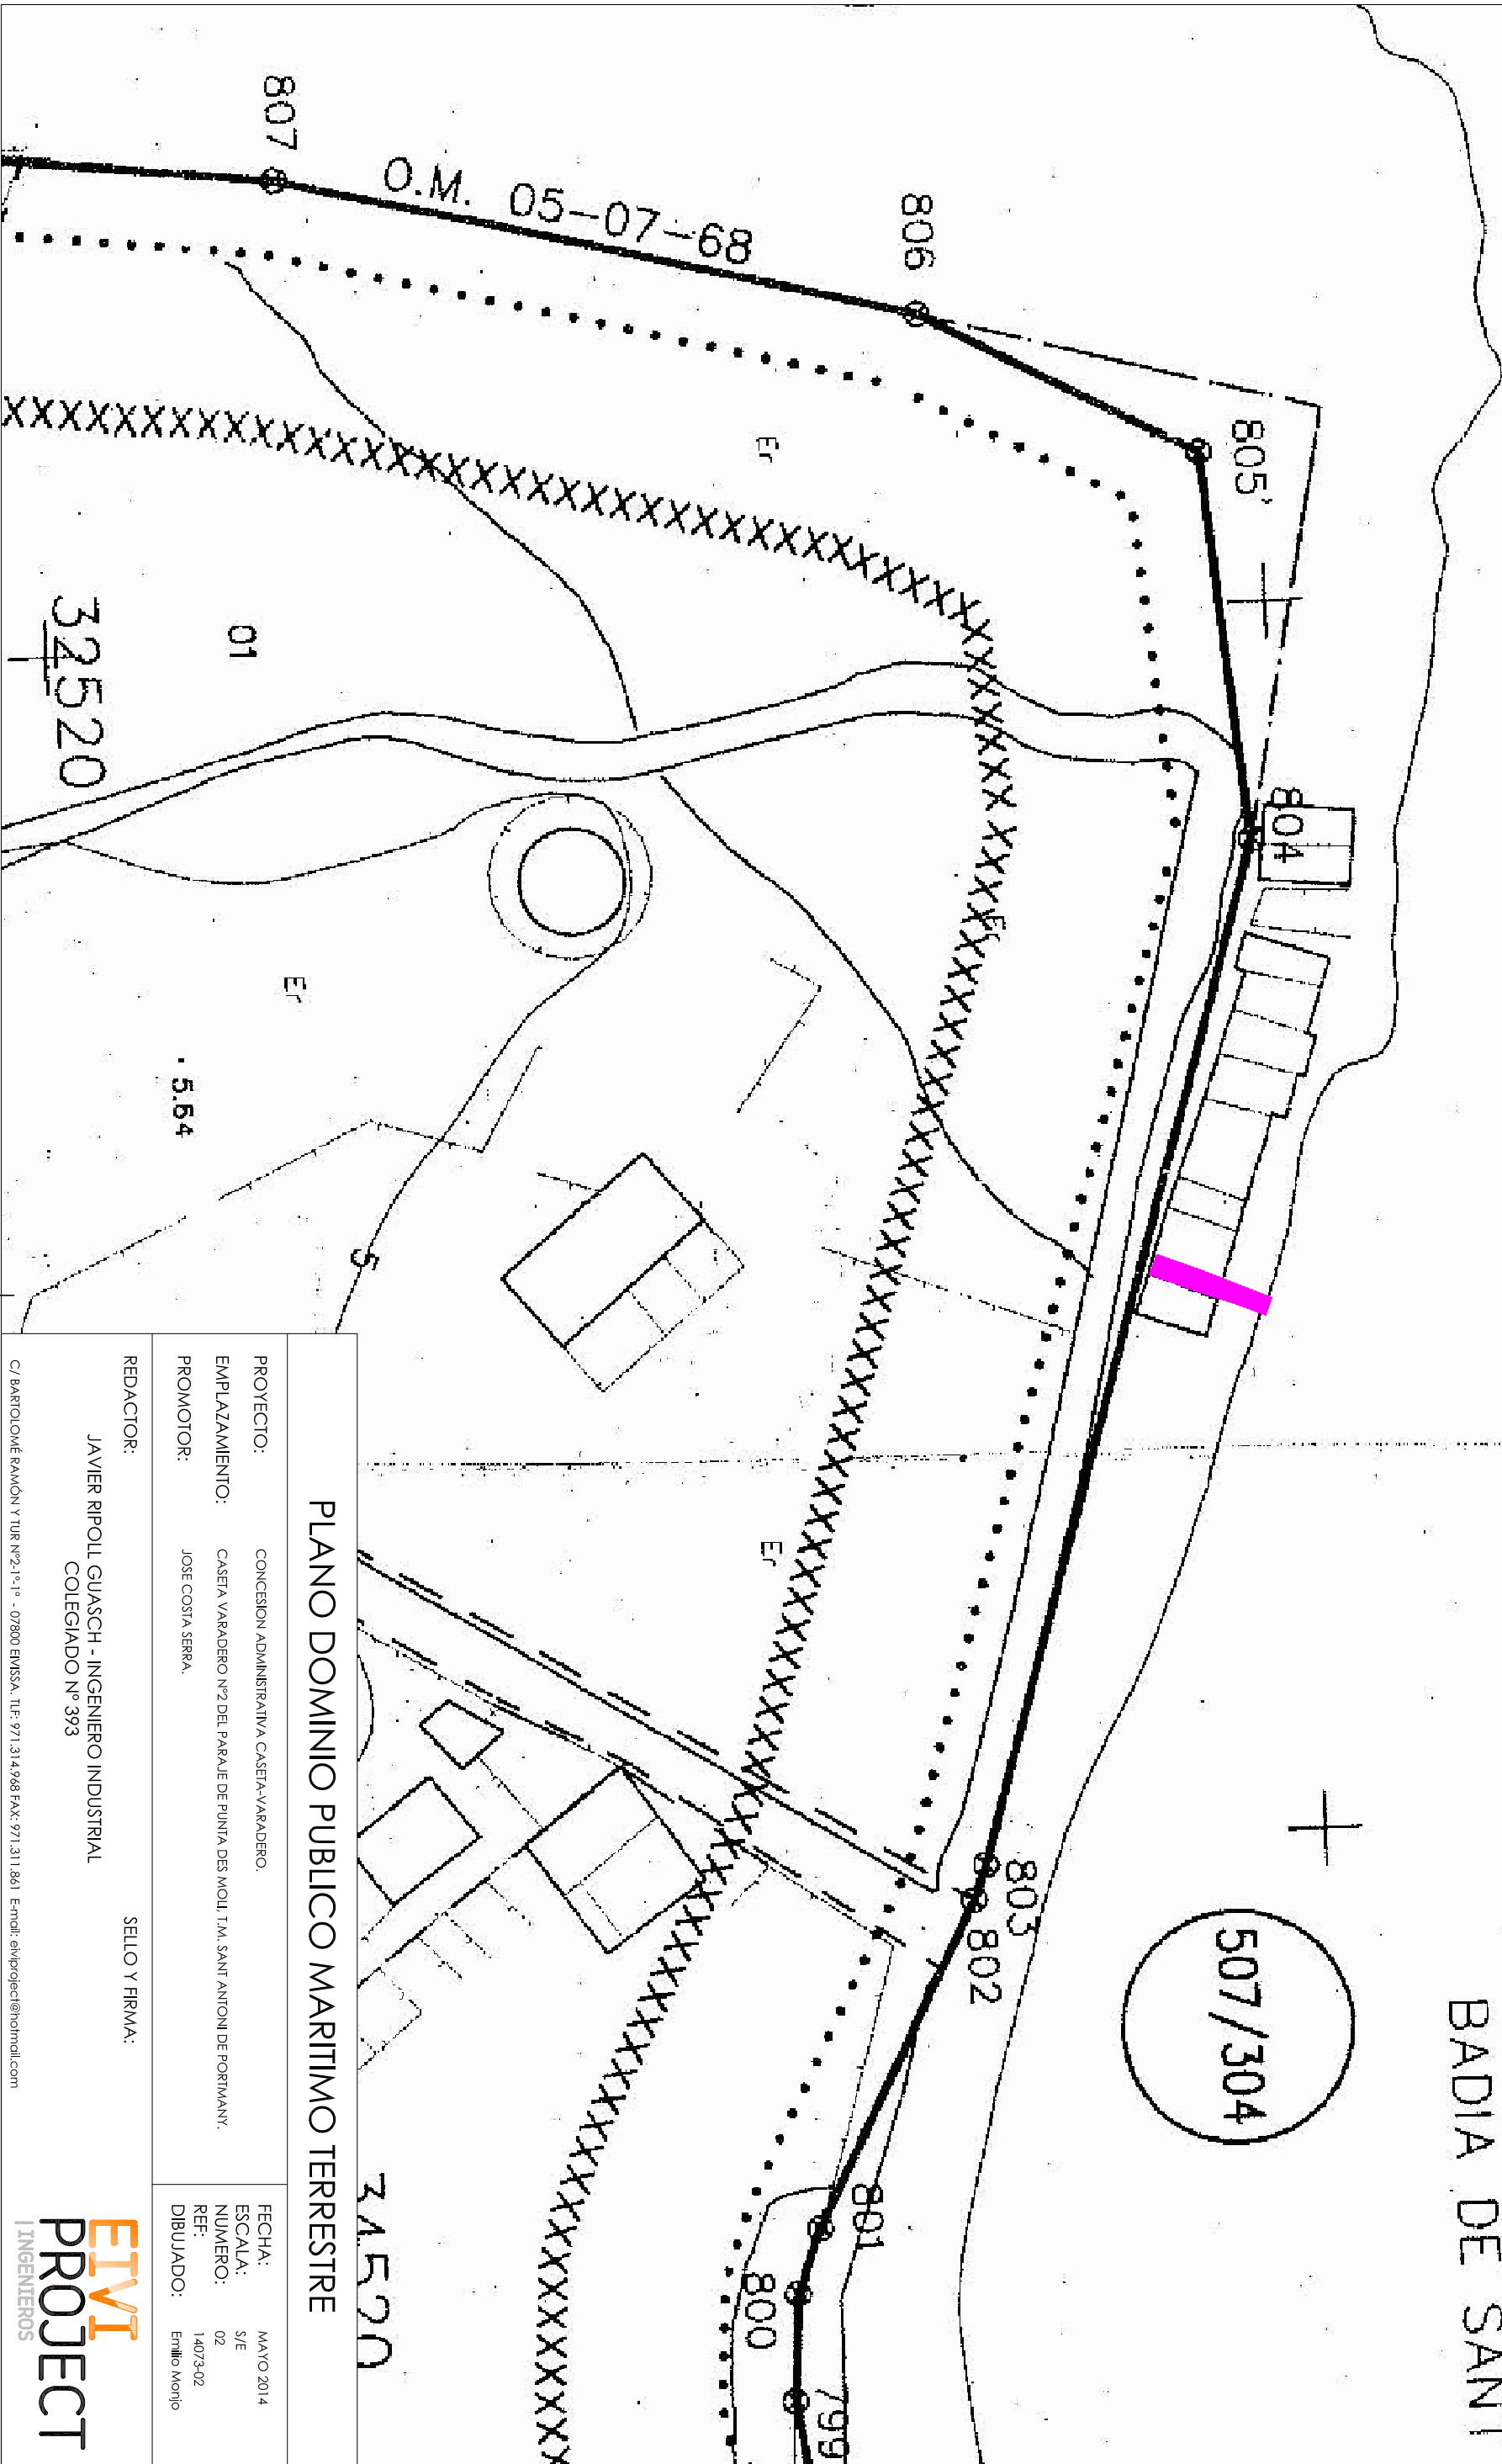 BADIA DE SANT
507/304
807
O.M. 05-07-68
806
805'
804
803
802
801
800
799
Er
Er
Er
Er
01
32520
34520
5.64
5
PLANO DOMINIO PUBLICO MARITIMO TERRESTRE
PROYECTO: CONCESION ADMINISTRATIVA CASETA-VARADERO.
EMPLAZAMIENTO: CASETA VARADERO Nº2 DEL PARAJE DE PUNTA DES MOLI, T.M. SANT ANTONI DE PORTMANY.
PROMOTOR: JOSE COSTA SERRA.
FECHA: MAYO 2014
ESCALA: S/E
NUMERO: 02
REF: 14073-02
DIBUJADO: Emilio Monjo
REDACTOR: SELLO Y FIRMA:
JAVIER RIPOLL GUASCH - INGENIERO INDUSTRIAL
COLEGIADO Nº 393
C/ BARTOLOMÉ RAMÓN Y TUR Nº2-1º-1ª - 07800 EIVISSA. TLF: 971.314.968 FAX: 971.311.861 E-mail: eiviproject@hotmail.com
EIVI
PROJECT
| INGENIEROS